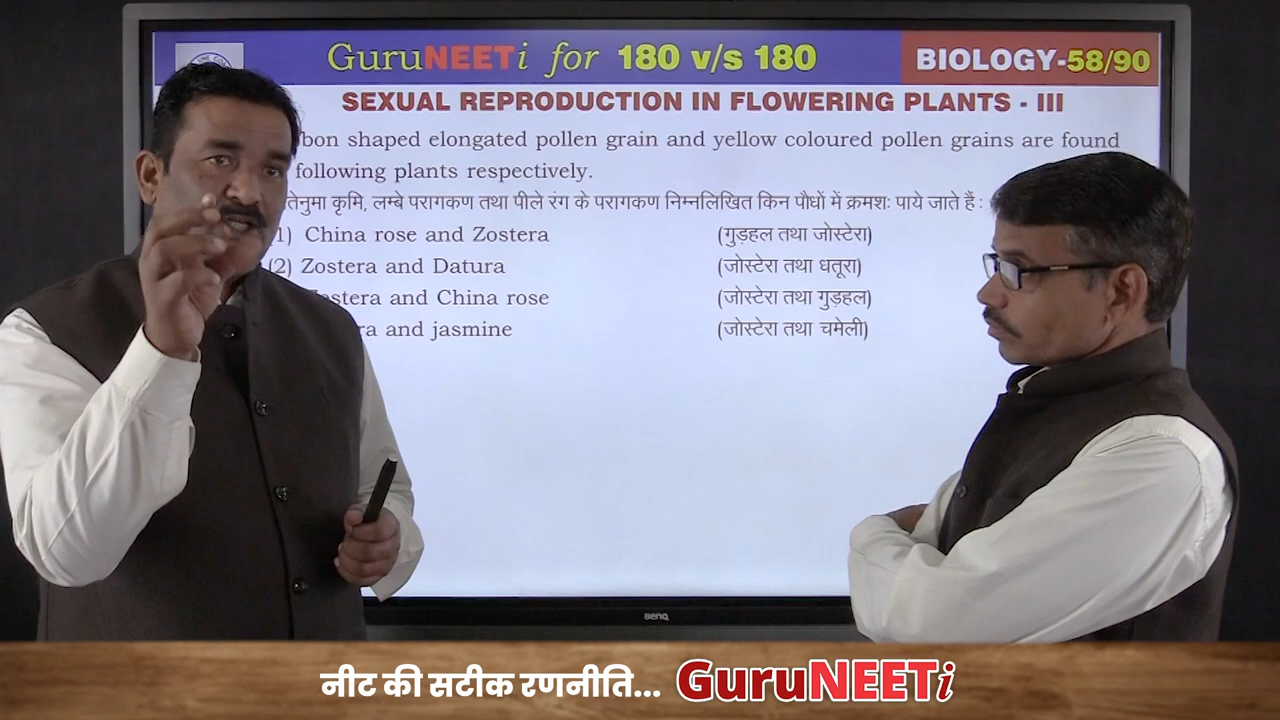 GuruNEETi for 180 v/s 180
BIOLOGY-58/90
SEXUAL REPRODUCTION IN FLOWERING PLANTS - III
shaped elongated pollen grain and yellow coloured pollen grains are found
following plants respectively.
कृमि, लम्बे परागकण तथा पीले रंग के परागकण निम्नलिखित किन पौधों में क्रमशः पाये जाते हैं :
1) China rose and Zostera (गुड़हल तथा जोस्टेरा)
(2) Zostera and Datura (जोस्टेरा तथा धतूरा)
and China rose (जोस्टेरा तथा गुड़हल)
and jasmine (जोस्टेरा तथा चमेली)
BenQ
नीट की सटीक रणनीति... GuruNEETi